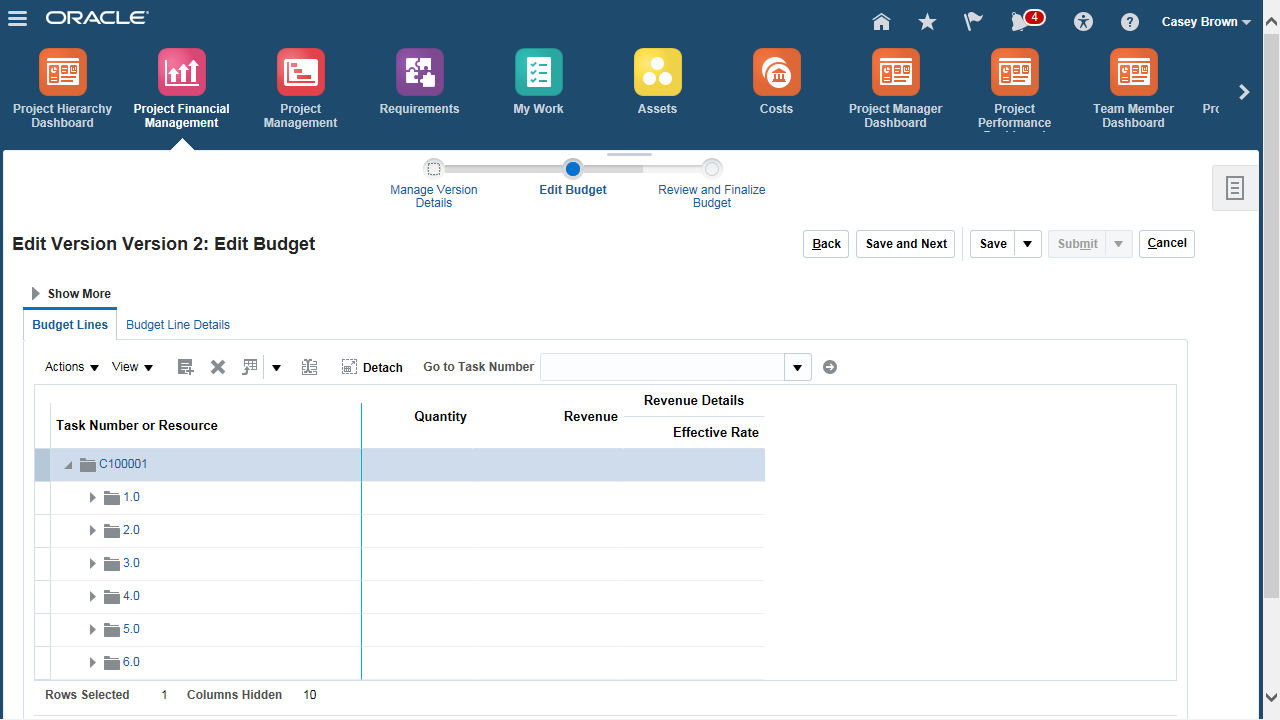 ORACLE
4
Casey Brown
Project Hierarchy
Dashboard
Project Financial
Management
Project
Management
Requirements
My Work
Assets
Costs
Project Manager
Dashboard
Project
Performance
Team Member
Dashboard
Manage Version
Details
Edit Budget
Review and Finalize
Budget
Edit Version Version 2: Edit Budget
Back
Save and Next
Save
Submit
Cancel
Show More
Budget Lines
Budget Line Details
Actions
View
Detach
Go to Task Number
Task Number or Resource
Quantity
Revenue
Revenue Details
Effective Rate
C100001
1.0
2.0
3.0
4.0
5.0
6.0
Rows Selected 1 Columns Hidden 10